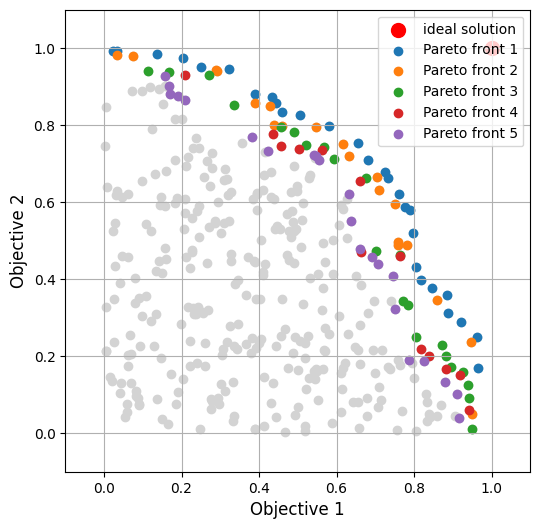 ideal solution
Pareto front 1
Pareto front 2
Pareto front 3
Pareto front 4
Pareto front 5
1.0
0.8
0.6
0.4
0.2
0.0
Objective 2
0.0 0.2 0.4 0.6 0.8 1.0
Objective 1